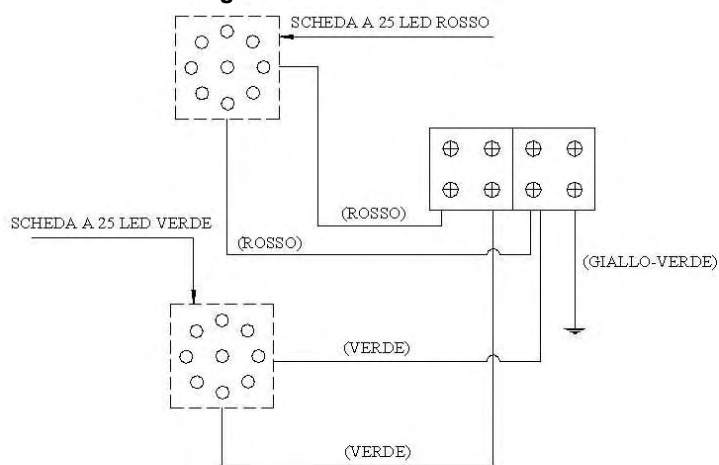 SCHEDA A 25 LED ROSSO
(ROSSO)
SCHEDA A 25 LED VERDE
(ROSSO)
(GIALLO-VERDE)
(VERDE)
(VERDE)